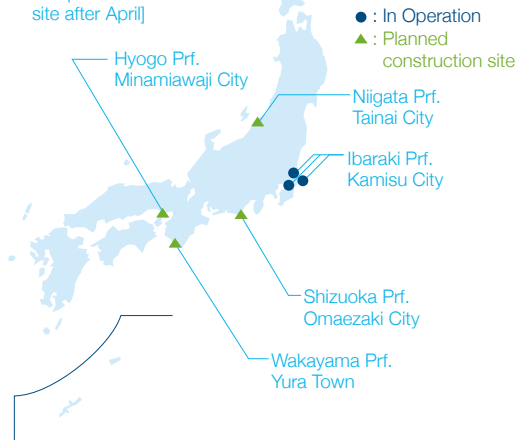 site after April]
: In Operation
: Planned
construction site
Hyogo Prf.
Minamiawaji City
Niigata Prf.
Tainai City
Ibaraki Prf.
Kamisu City
Shizuoka Prf.
Omaezaki City
Wakayama Prf.
Yura Town